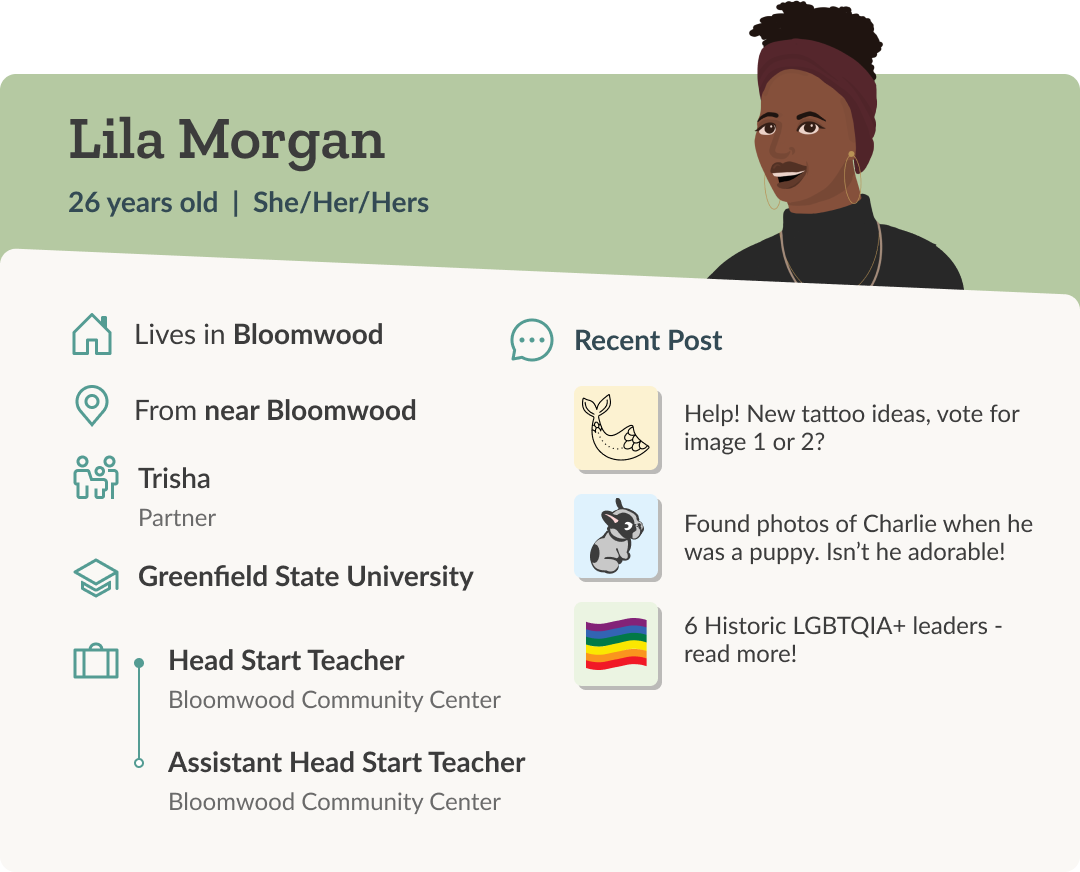 Lila Morgan
26 years old | She/Her/Hers
Lives in Bloomwood
From near Bloomwood
Trisha
Partner
Greenfield State University
Head Start Teacher
Bloomwood Community Center
Assistant Head Start Teacher
Bloomwood Community Center
Recent Post
Help! New tattoo ideas, vote for
image 1 or 2?
Found photos of Charlie when he
was a puppy. Isn’t he adorable!
6 Historic LGBTQIA+ leaders -
read more!